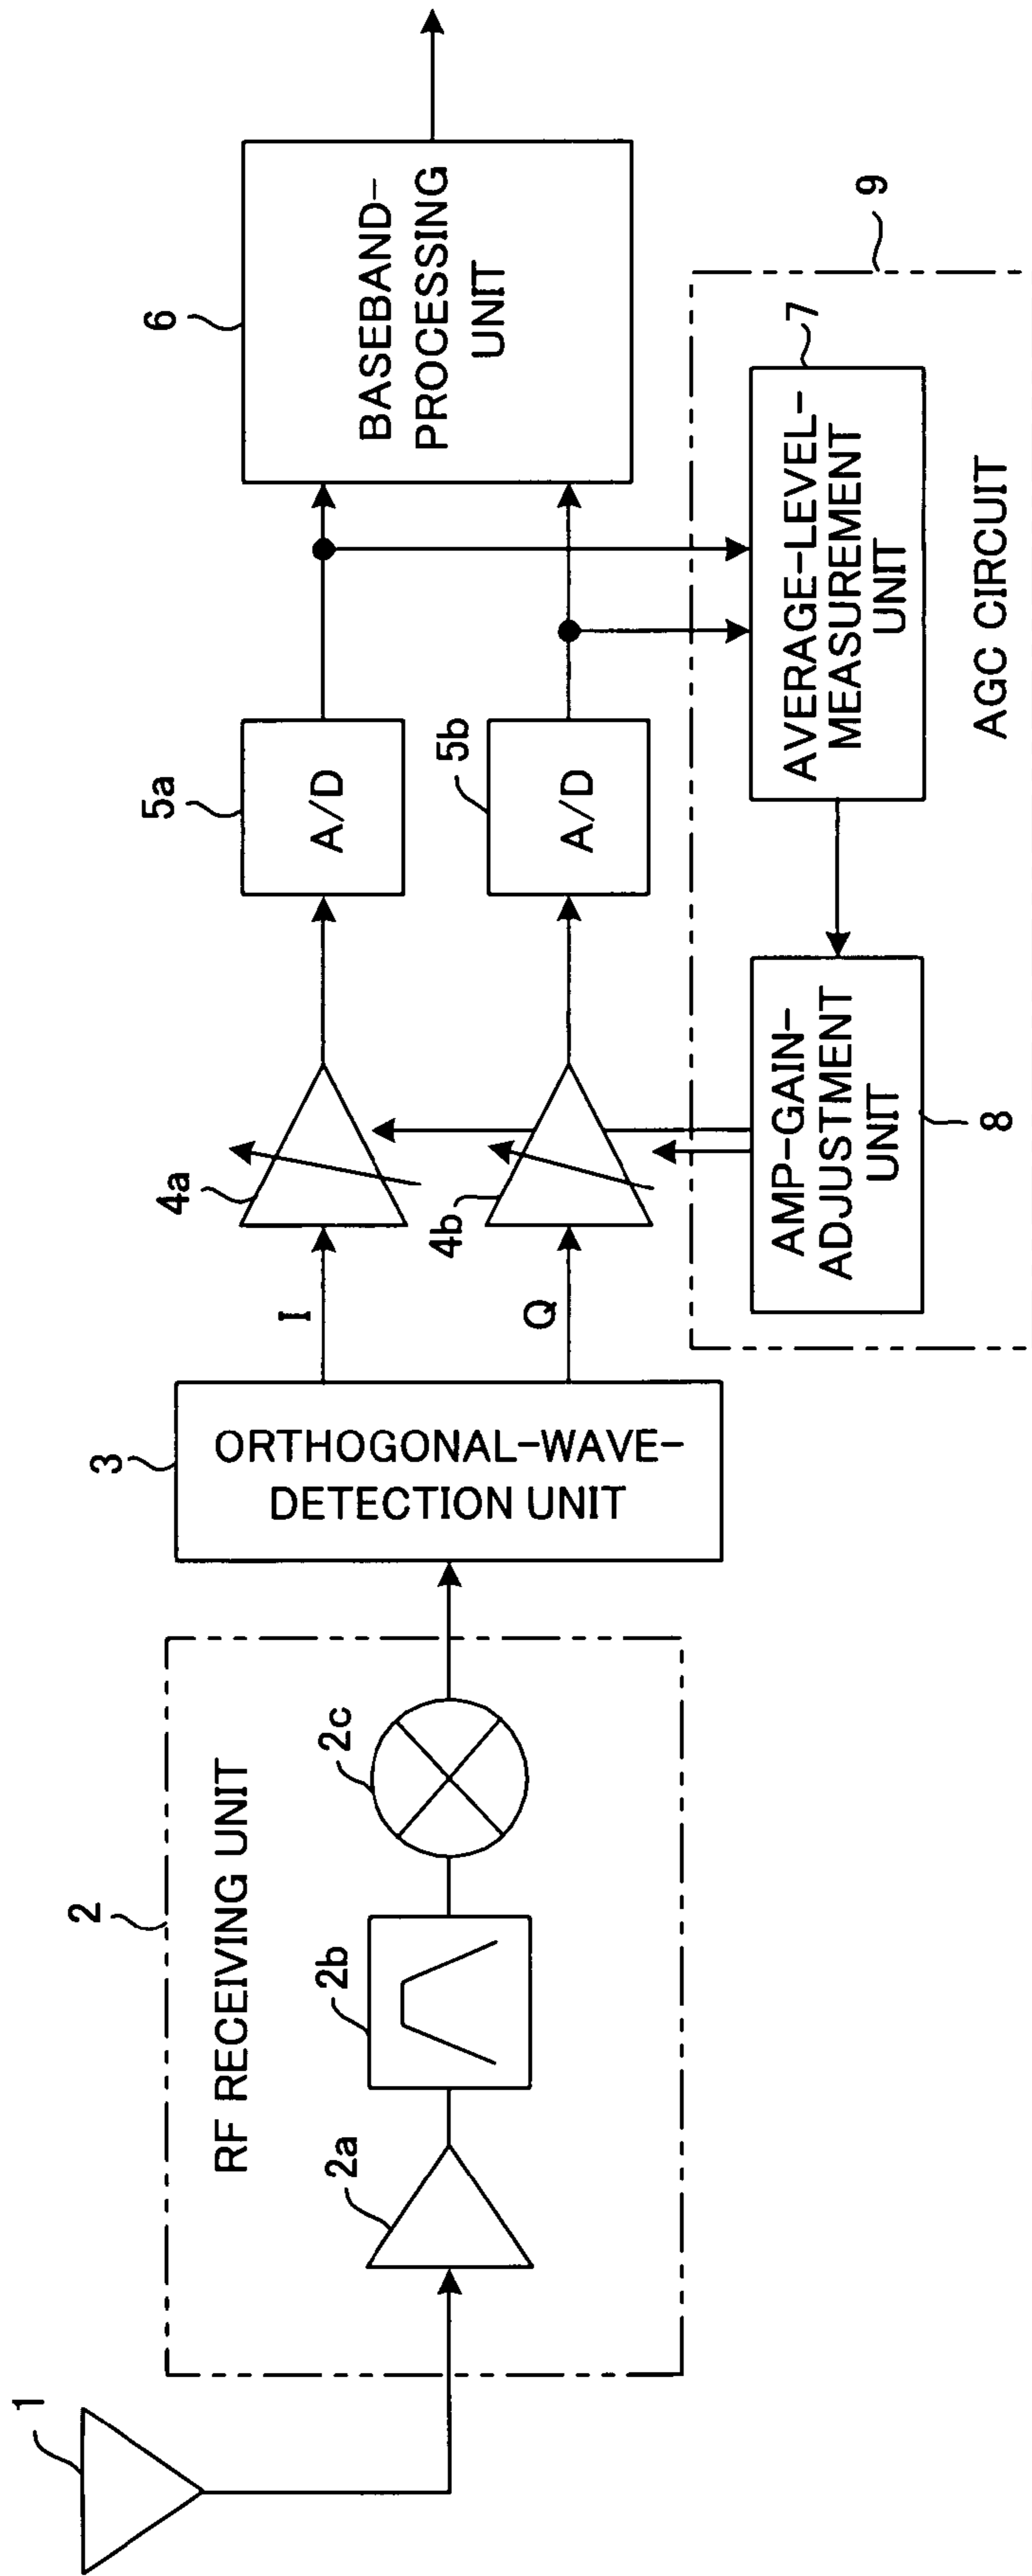 1
2
RF RECEIVING UNIT
2a
2b
2c
3
ORTHOGONAL-WAVE-
DETECTION UNIT
I
Q
4a
4b
5a
A/D
5b
A/D
6
BASEBAND-
PROCESSING
UNIT
AMP-GAIN-
ADJUSTMENT
UNIT
8
AVERAGE-LEVEL-
MEASUREMENT
UNIT
7
9
AGC CIRCUIT